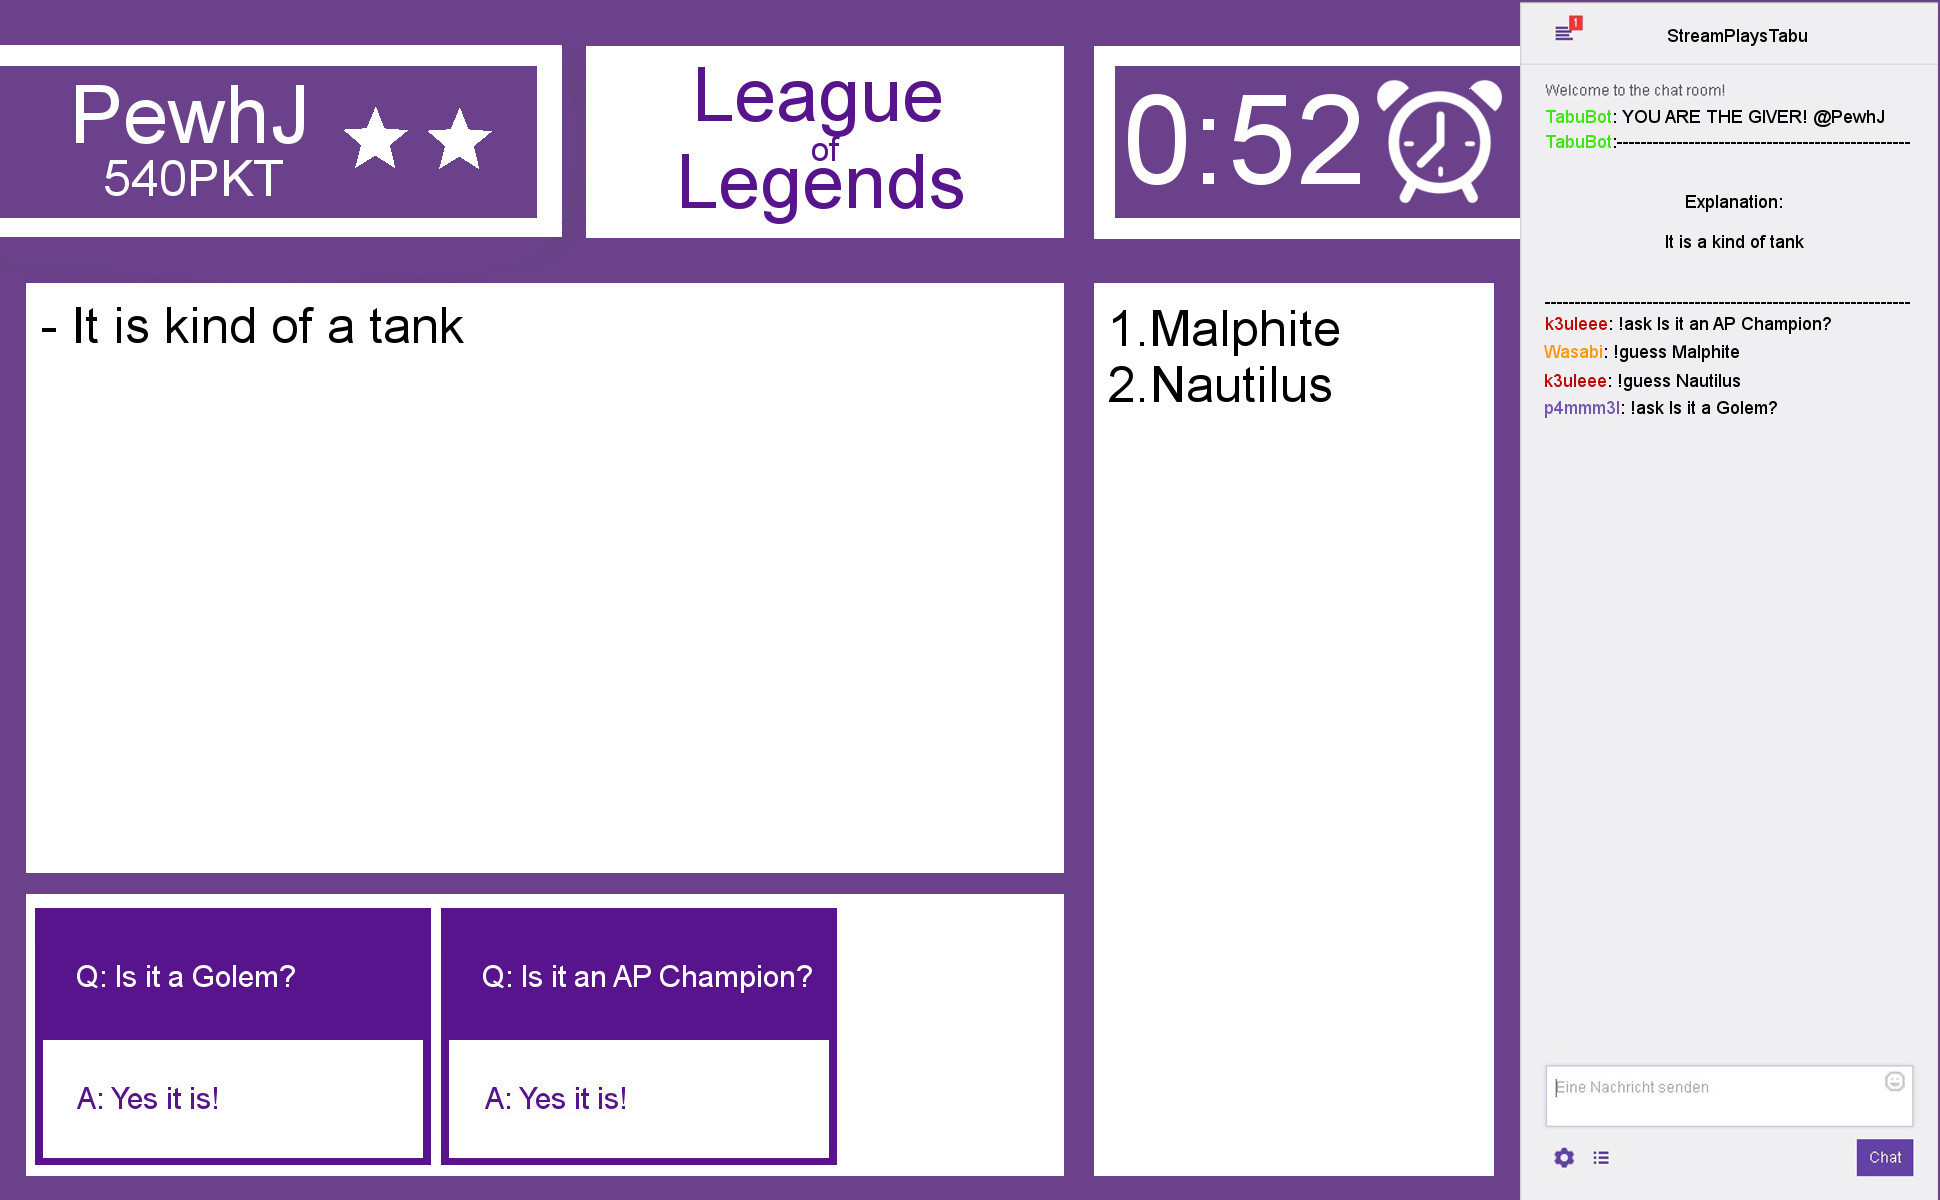 PewhJ
540PKT
League
of
Legends
0:52
- It is kind of a tank
1.Malphite
2.Nautilus
Q: Is it a Golem?
A: Yes it is!
Q: Is it an AP Champion?
A: Yes it is!
1
StreamPlaysTabu
Welcome to the chat room!
TabuBot: YOU ARE THE GIVER! @PewhJ
TabuBot:-------------------------------------------------
Explanation:
It is a kind of tank
-------------------------------------------------------------
k3uleee: !ask Is it an AP Champion?
Wasabi: !guess Malphite
k3uleee: !guess Nautilus
p4mmm3l: !ask Is it a Golem?
Eine Nachricht senden
Chat